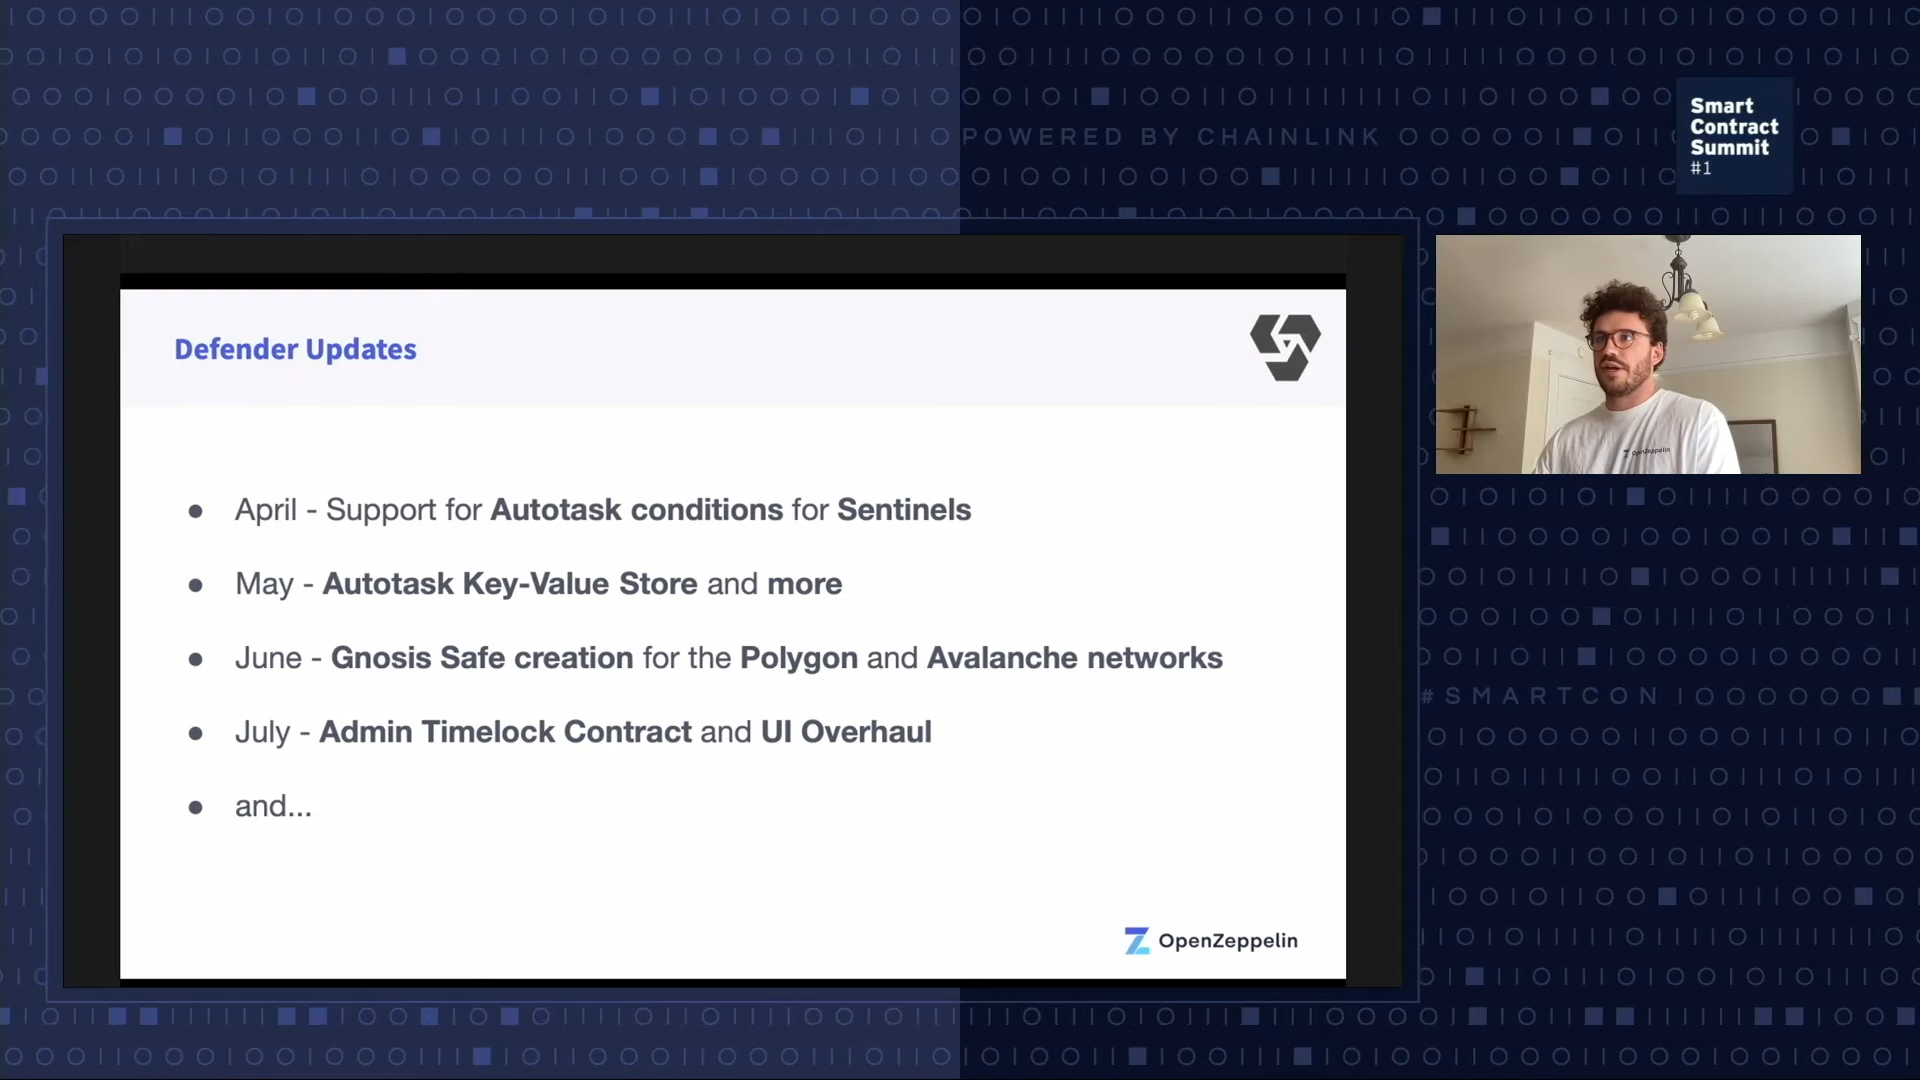 POWERED BY CHAINLINK
Smart
Contract
Summit
#1
Defender Updates
● April - Support for Autotask conditions for Sentinels
● May - Autotask Key-Value Store and more
● June - Gnosis Safe creation for the Polygon and Avalanche networks
● July - Admin Timelock Contract and UI Overhaul
● and...
OpenZeppelin
OpenZeppelin
#SMARTCON